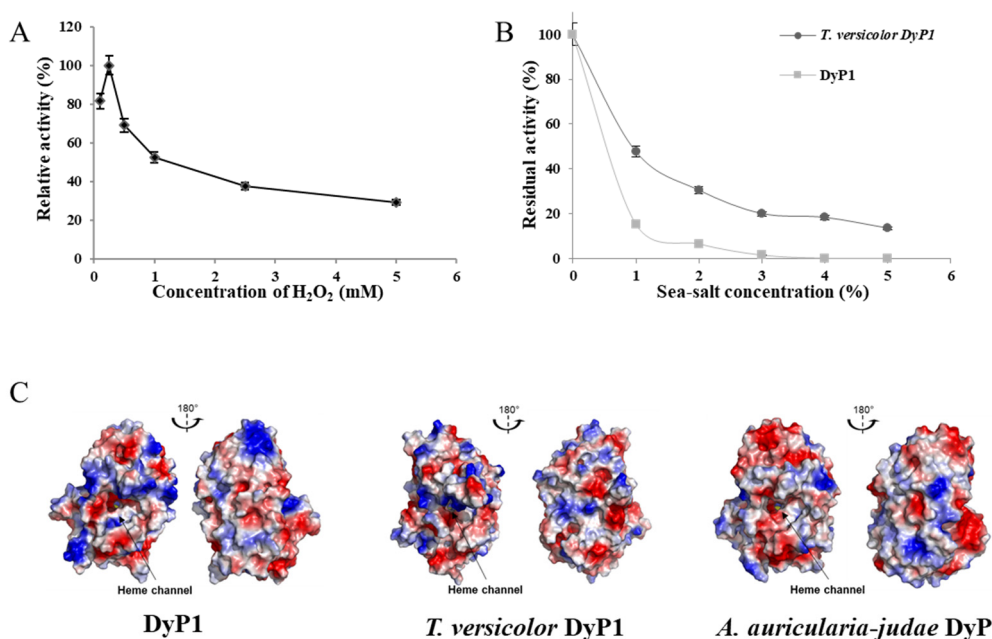 A
Relative activity (%)
120
100
80
60
40
20
0
0 1 2 3 4 5 6
Concentration of H₂O₂ (mM)
B
Residual activity (%)
100
80
60
40
20
0
0 1 2 3 4 5 6
Sea-salt concentration (%)
T. versicolor DyP1
DyP1
C
180°
Heme channel
DyP1
180°
Heme channel
T. versicolor DyP1
180°
Heme channel
A. auricularia-judae DyP